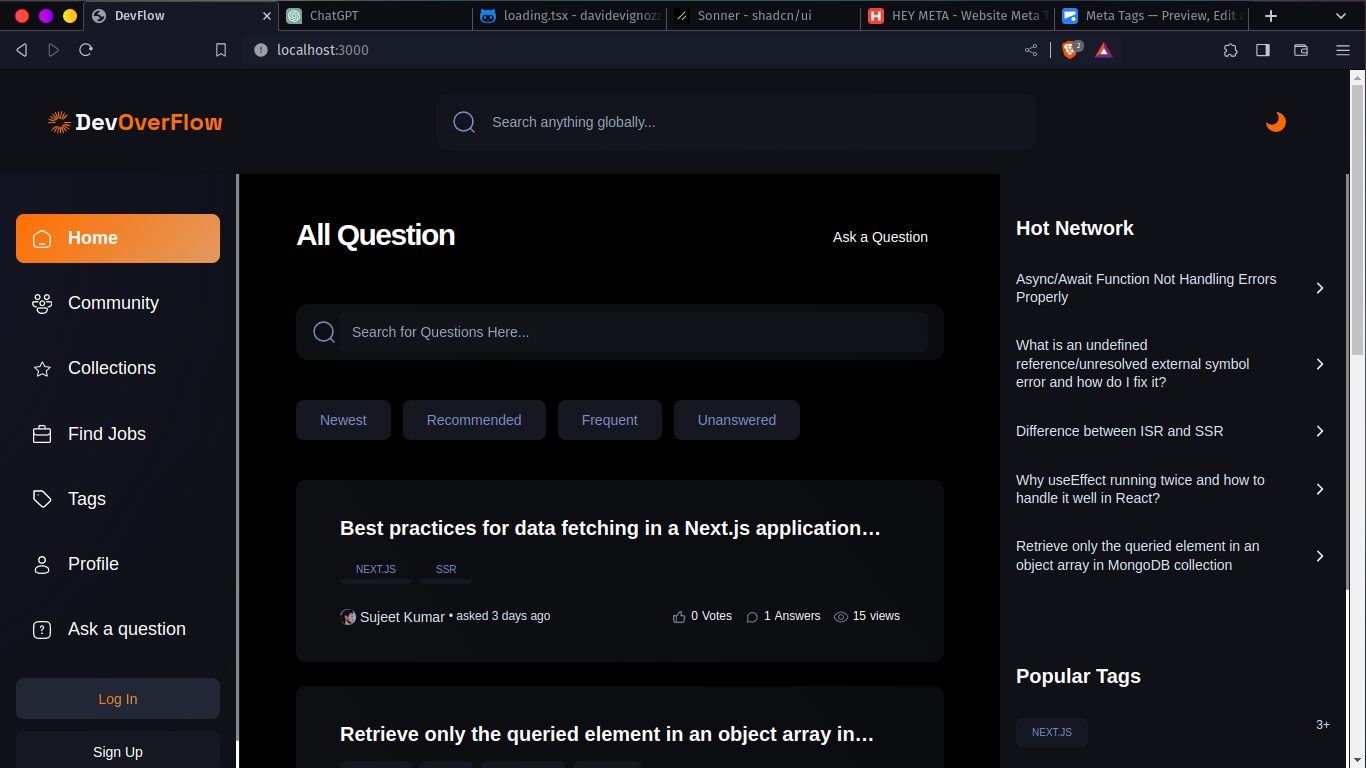 DevFlow
ChatGPT
loading.tsx - davidevignozz
Sonner - shadcn/ui
HEY META - Website Meta T
Meta Tags — Preview, Edit a
localhost:3000
2
DevOverFlow
Search anything globally...
Home
Community
Collections
Find Jobs
Tags
Profile
Ask a question
Log In
Sign Up
All Question
Ask a Question
Search for Questions Here...
Newest
Recommended
Frequent
Unanswered
Best practices for data fetching in a Next.js application…
NEXT.JS
SSR
Sujeet Kumar • asked 3 days ago
0 Votes
1 Answers
15 views
Retrieve only the queried element in an object array in…
Hot Network
Async/Await Function Not Handling Errors
Properly
What is an undefined
reference/unresolved external symbol
error and how do I fix it?
Difference between ISR and SSR
Why useEffect running twice and how to
handle it well in React?
Retrieve only the queried element in an
object array in MongoDB collection
Popular Tags
NEXT.JS
3+